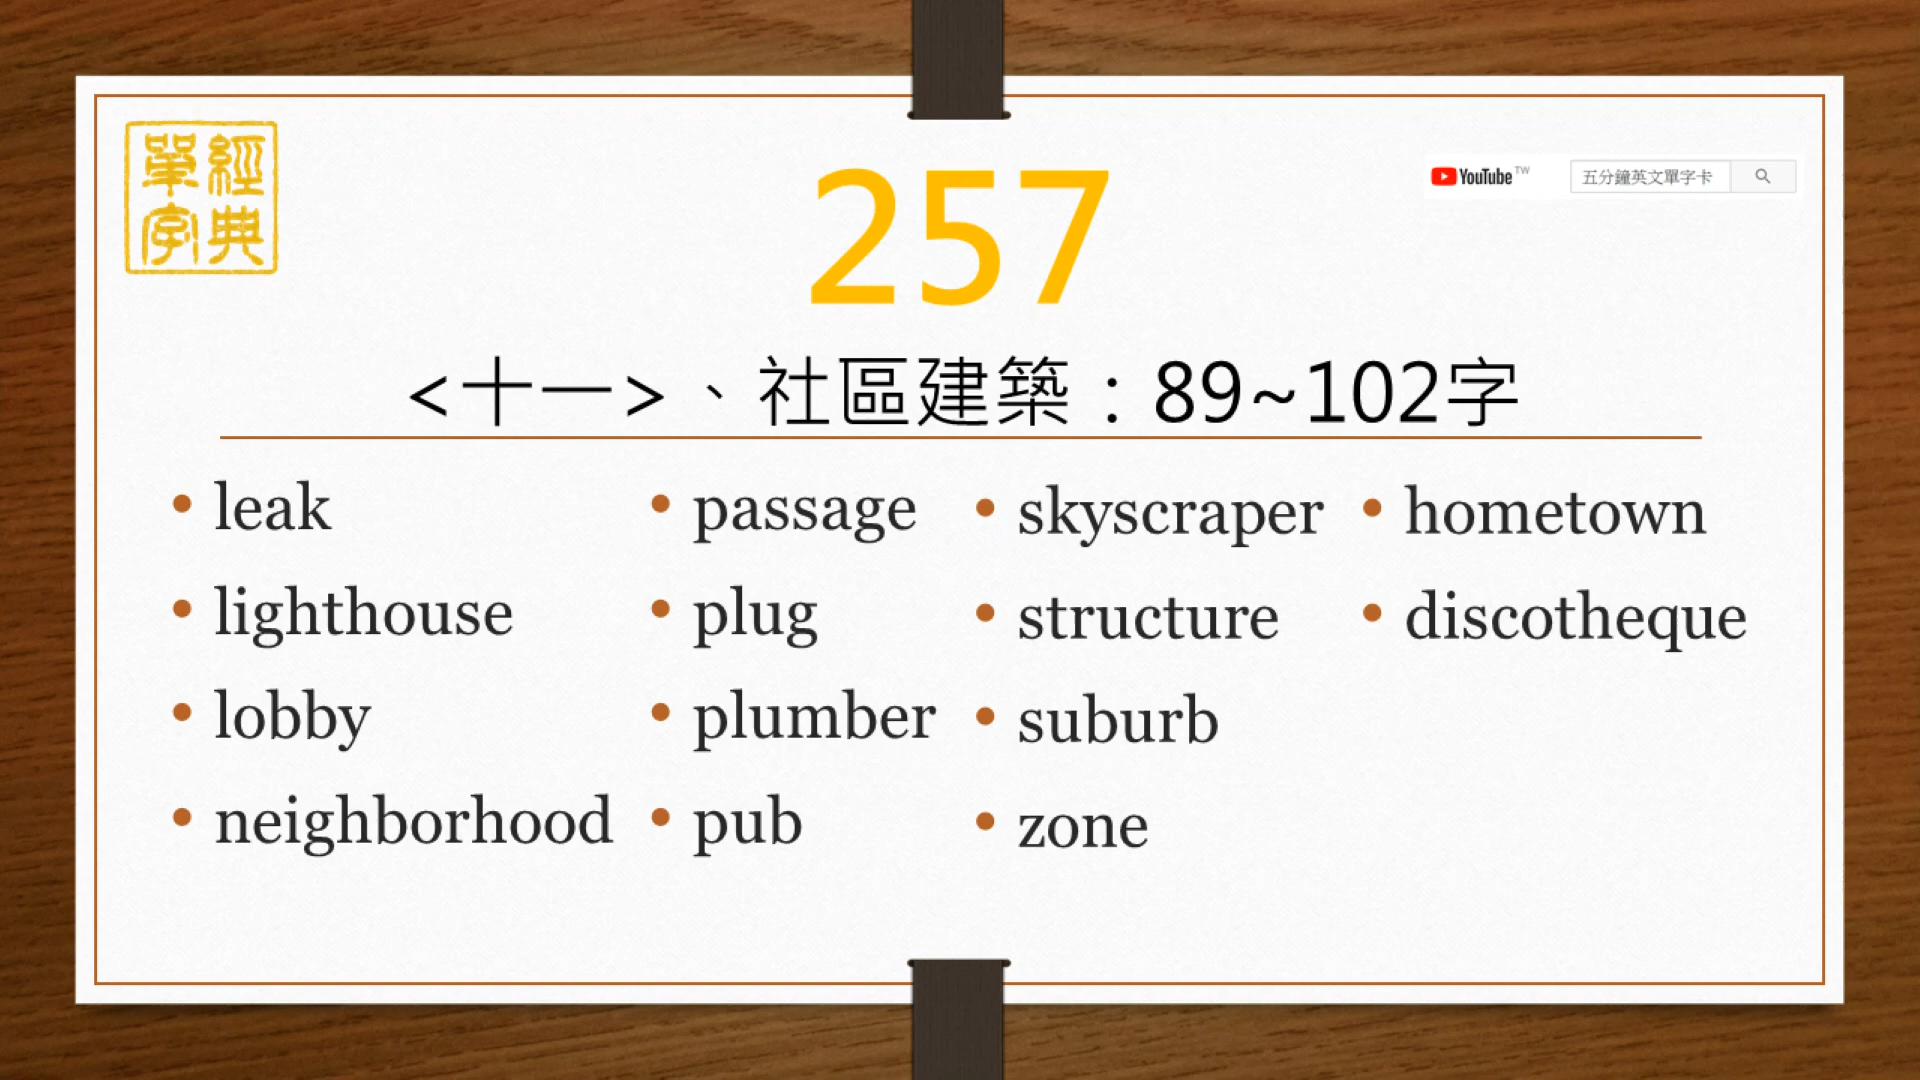 經典單字
257
YouTube TW
五分鐘英文單字卡
<十一>、社區建築：89~102字
leak
lighthouse
lobby
neighborhood
passage
plug
plumber
pub
skyscraper
structure
suburb
zone
hometown
discotheque